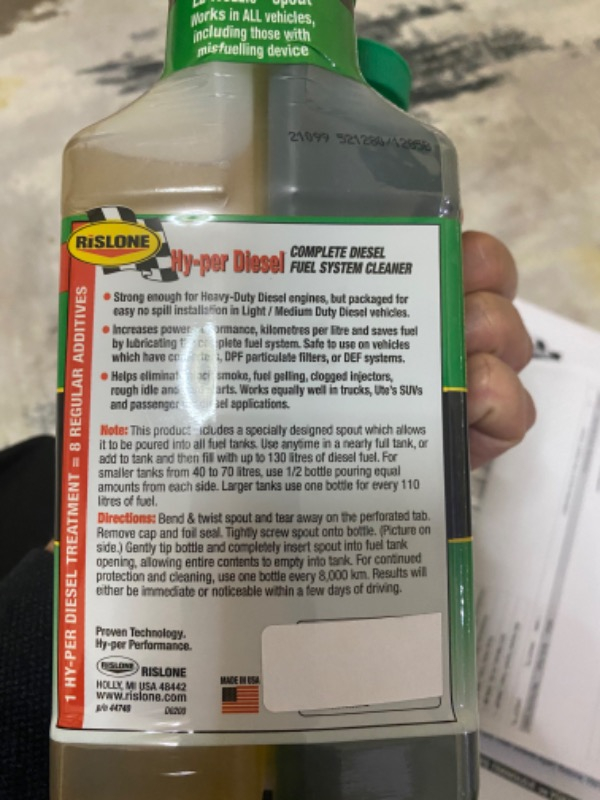 Works in ALL vehicles,
including those with
misfuelling device
21099 521280/12858
RiSLONE
Hy-per Diesel COMPLETE DIESEL
FUEL SYSTEM CLEANER
1 HY-PER DIESEL TREATMENT = 8 REGULAR ADDITIVES
• Strong enough for Heavy-Duty Diesel engines, but packaged for
easy no spill installation in Light / Medium Duty Diesel vehicles.
• Increases power, kilometres per litre and saves fuel
by lubricating fuel system. Safe to use on vehicles
which have DPF particulate filters, or DEF systems.
• Helps smoke, fuel gelling, clogged injectors,
rough idle and Works equally well in trucks, Ute's SUVs
and passenger applications.
Note: This product includes a specially designed spout which allows
it to be poured into all fuel tanks. Use anytime in a nearly full tank, or
add to tank and then fill with up to 130 litres of diesel fuel. For
smaller tanks from 40 to 70 litres, use 1/2 bottle pouring equal
amounts from each side. Larger tanks use one bottle for every 110
litres of fuel.
Directions: Bend & twist spout and tear away on the perforated tab.
Remove cap and foil seal. Tightly screw spout onto bottle. (Picture on
side.) Gently tip bottle and completely insert spout into fuel tank
opening, allowing entire contents to empty into tank. For continued
protection and cleaning, use one bottle every 8,000 km. Results will
either be immediate or noticeable within a few days of driving.
Proven Technology.
Hy-per Performance.
RISLONE RISLONE
HOLLY, MI USA 48442
www.rislone.com
p/n 44740
MADE IN USA